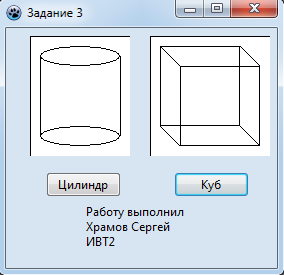 Задание 3
Цилиндр
Куб
Работу выполнил
Храмов Сергей
ИВТ2